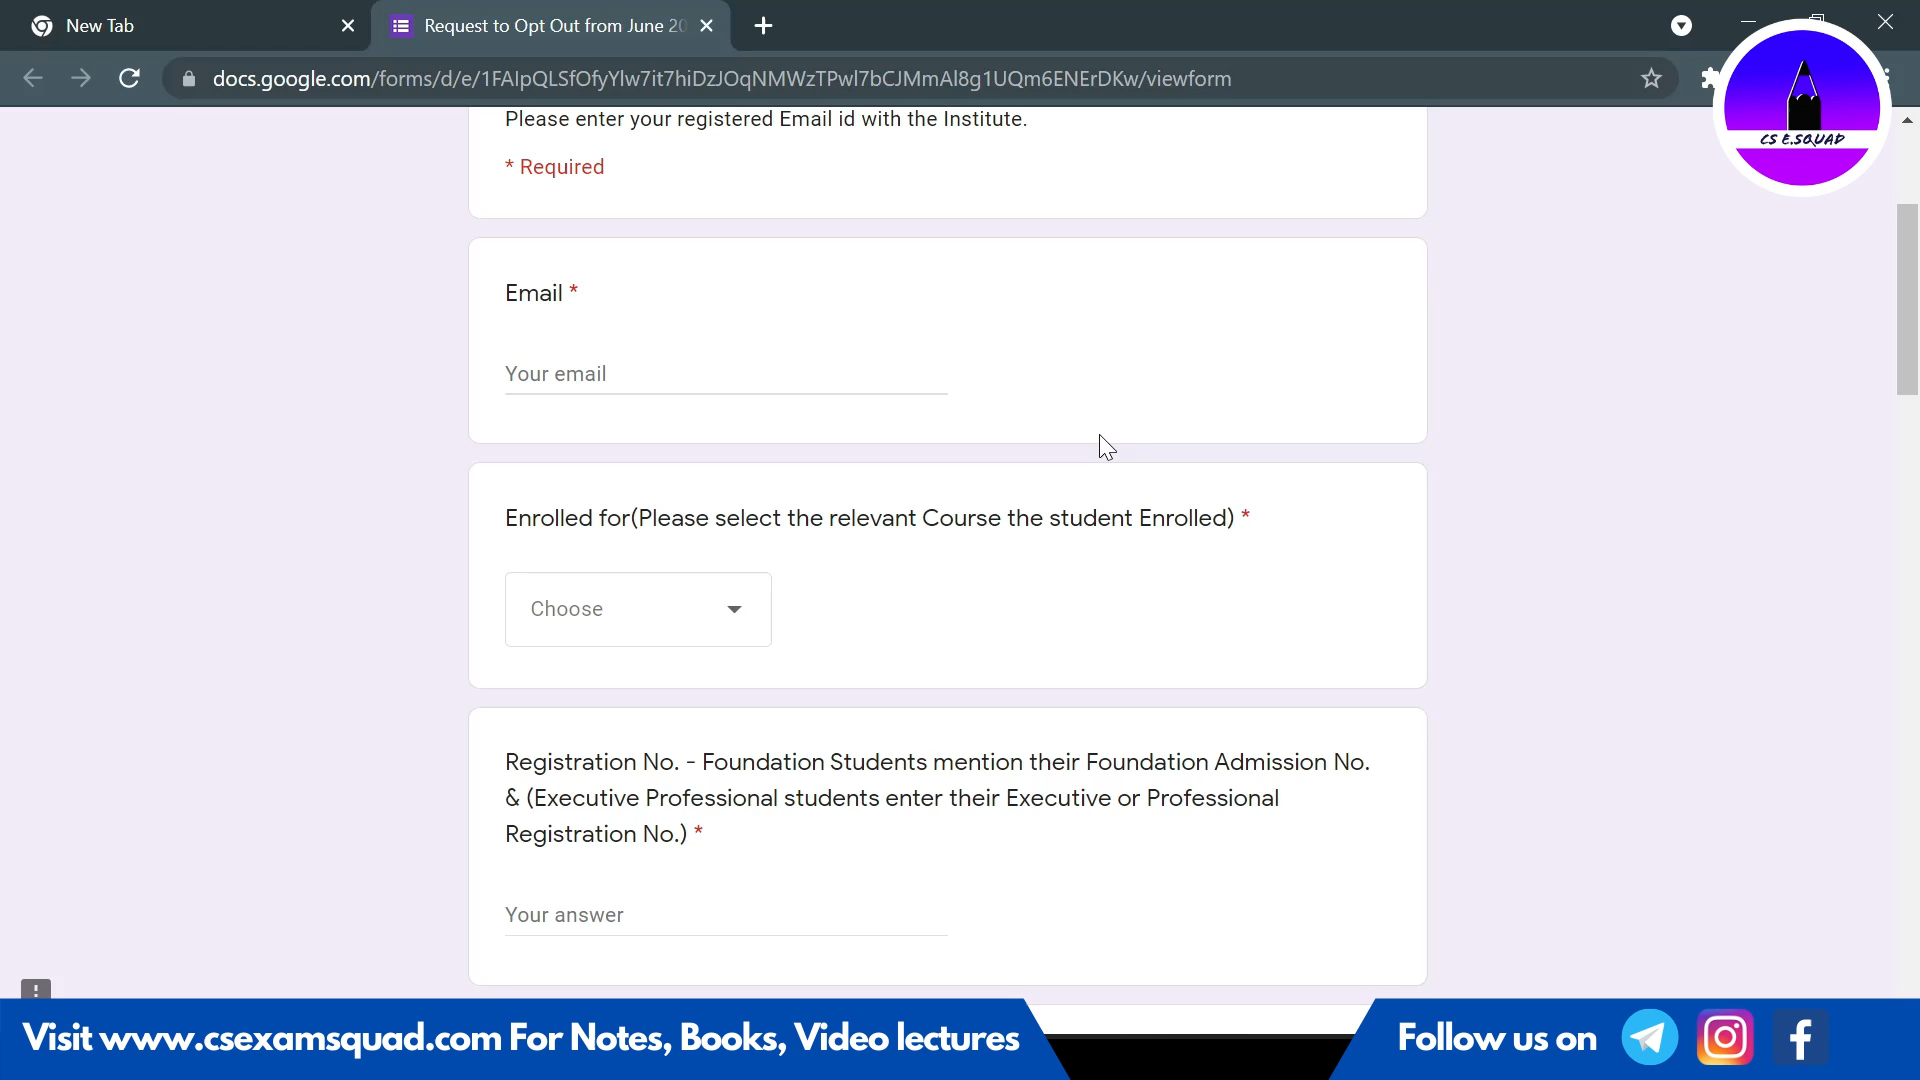 New Tab
Request to Opt Out from June 20
docs.google.com/forms/d/e/1FAIpQLSfOfyYlw7it7hiDzJOqNMWzTPwl7bCJMmAl8g1UQm6ENErDKw/viewform
CS E.SQUAD
Please enter your registered Email id with the Institute.
* Required
Email *
Your email
Enrolled for(Please select the relevant Course the student Enrolled) *
Choose
Registration No. - Foundation Students mention their Foundation Admission No.
& (Executive Professional students enter their Executive or Professional
Registration No.) *
Your answer
Visit www.csexamsquad.com For Notes, Books, Video lectures
Follow us on